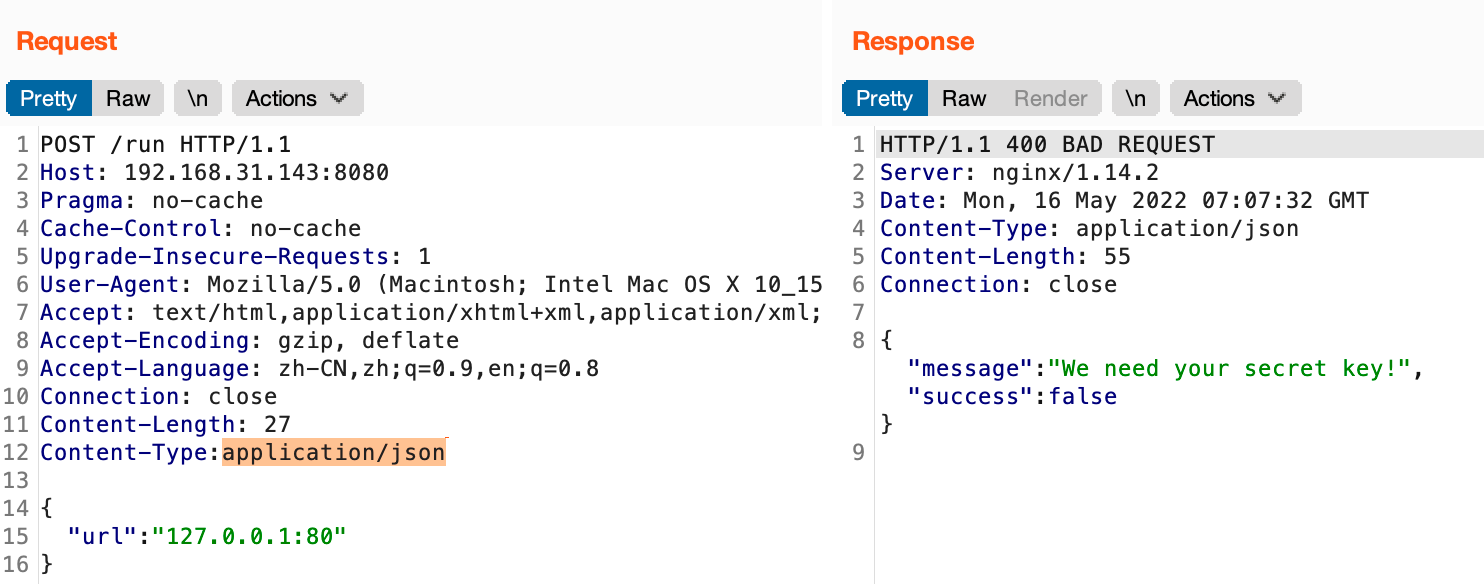 Request
Pretty Raw \n Actions
1 POST /run HTTP/1.1
2 Host: 192.168.31.143:8080
3 Pragma: no-cache
4 Cache-Control: no-cache
5 Upgrade-Insecure-Requests: 1
6 User-Agent: Mozilla/5.0 (Macintosh; Intel Mac OS X 10_15
7 Accept: text/html,application/xhtml+xml,application/xml;
8 Accept-Encoding: gzip, deflate
9 Accept-Language: zh-CN,zh;q=0.9,en;q=0.8
10 Connection: close
11 Content-Length: 27
12 Content-Type:application/json
13
14 {
15 "url":"127.0.0.1:80"
16 }
Response
Pretty Raw Render \n Actions
1 HTTP/1.1 400 BAD REQUEST
2 Server: nginx/1.14.2
3 Date: Mon, 16 May 2022 07:07:32 GMT
4 Content-Type: application/json
5 Content-Length: 55
6 Connection: close
7
8 {
"message":"We need your secret key!",
"success":false
}
9